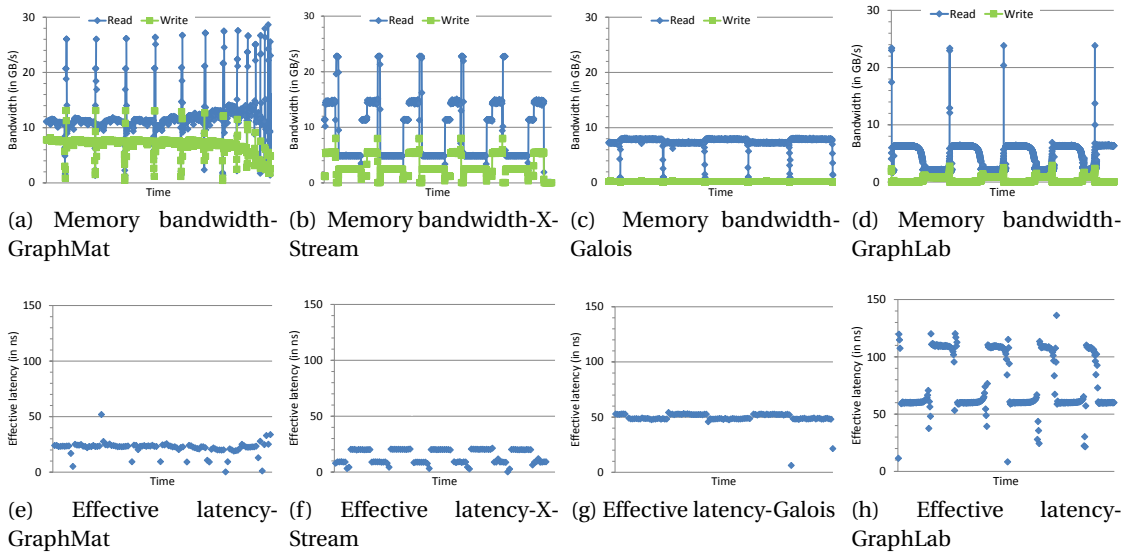 Read Write
Bandwidth (in GB/s)
30
20
10
0
Time
(a) Memory bandwidth-
GraphMat
Read Write
Bandwidth (in GB/s)
30
20
10
0
Time
(b) Memory bandwidth-X-
Stream
Read Write
Bandwidth (in GB/s)
30
20
10
0
Time
(c) Memory bandwidth-
Galois
Read Write
Bandwidth (in GB/s)
30
20
10
0
Time
(d) Memory bandwidth-
GraphLab
Effective latency (in ns)
150
100
50
0
Time
(e) Effective latency-
GraphMat
Effective latency (in ns)
150
100
50
0
Time
(f) Effective latency-X-
Stream
Effective latency (in ns)
150
100
50
0
Time
(g) Effective latency-Galois
Effective latency (in ns)
150
100
50
0
Time
(h) Effective latency-
GraphLab